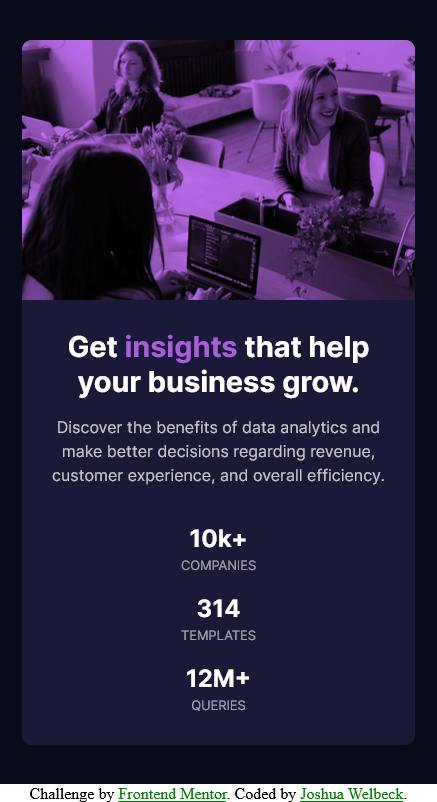 Get insights that help
your business grow.
Discover the benefits of data analytics and
make better decisions regarding revenue,
customer experience, and overall efficiency.
10k+
COMPANIES
314
TEMPLATES
12M+
QUERIES
Challenge by Frontend Mentor. Coded by Joshua Welbeck.